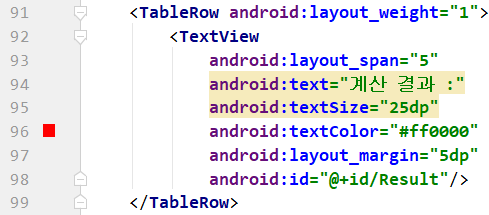 91 <TableRow android:layout_weight="1">
92 <TextView
93 android:layout_span="5"
94 android:text="계산 결과 :"
95 android:textSize="25dp"
96 android:textColor="#ff0000"
97 android:layout_margin="5dp"
98 android:id="@+id/Result"/>
99 </TableRow>